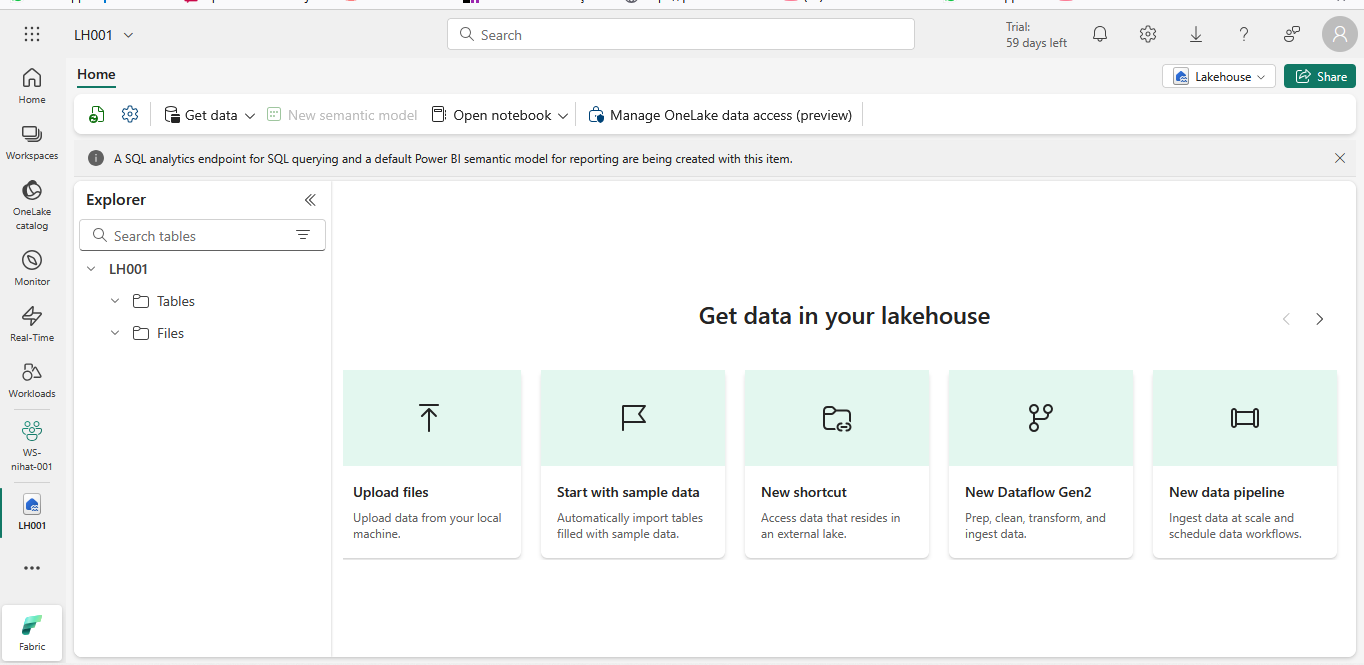 LH001
Search
Trial:
59 days left
Home
Workspaces
OneLake
catalog
Monitor
Real-Time
Workloads
WS-
nihat-001
LH001
Fabric
Home
Lakehouse
Share
Get data
New semantic model
Open notebook
Manage OneLake data access (preview)
A SQL analytics endpoint for SQL querying and a default Power BI semantic model for reporting are being created with this item.
Explorer
Search tables
LH001
Tables
Files
Get data in your lakehouse
Upload files
Upload data from your local
machine.
Start with sample data
Automatically import tables
filled with sample data.
New shortcut
Access data that resides in
an external lake.
New Dataflow Gen2
Prep, clean, transform, and
ingest data.
New data pipeline
Ingest data at scale and
schedule data workflows.